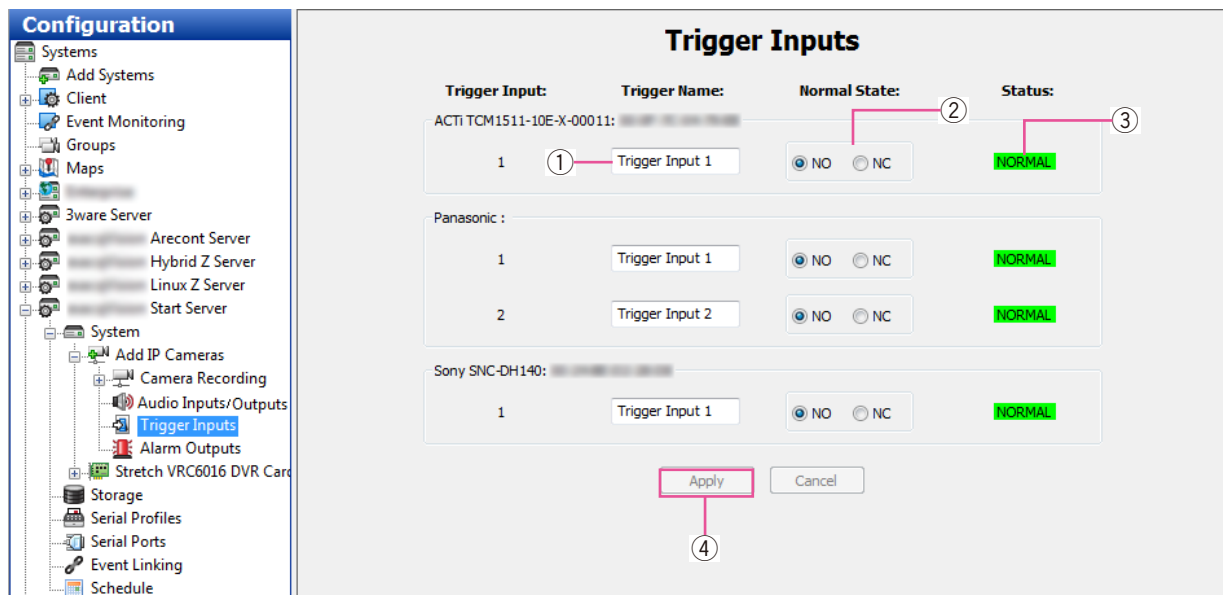 Configuration
Systems
Add Systems
Client
Event Monitoring
Groups
Maps
3ware Server
Arecont Server
Hybrid Z Server
Linux Z Server
Start Server
System
Add IP Cameras
Camera Recording
Audio Inputs/Outputs
Trigger Inputs
Alarm Outputs
Stretch VRC6016 DVR Card
Storage
Serial Profiles
Serial Ports
Event Linking
Schedule
Trigger Inputs
Trigger Input: Trigger Name: Normal State: Status:
② ③
ACTi TCM1511-10E-X-00011:
1 ① Trigger Input 1 NO NC NORMAL
Panasonic :
1 Trigger Input 1 NO NC NORMAL
2 Trigger Input 2 NO NC NORMAL
Sony SNC-DH140:
1 Trigger Input 1 NO NC NORMAL
Apply Cancel
④